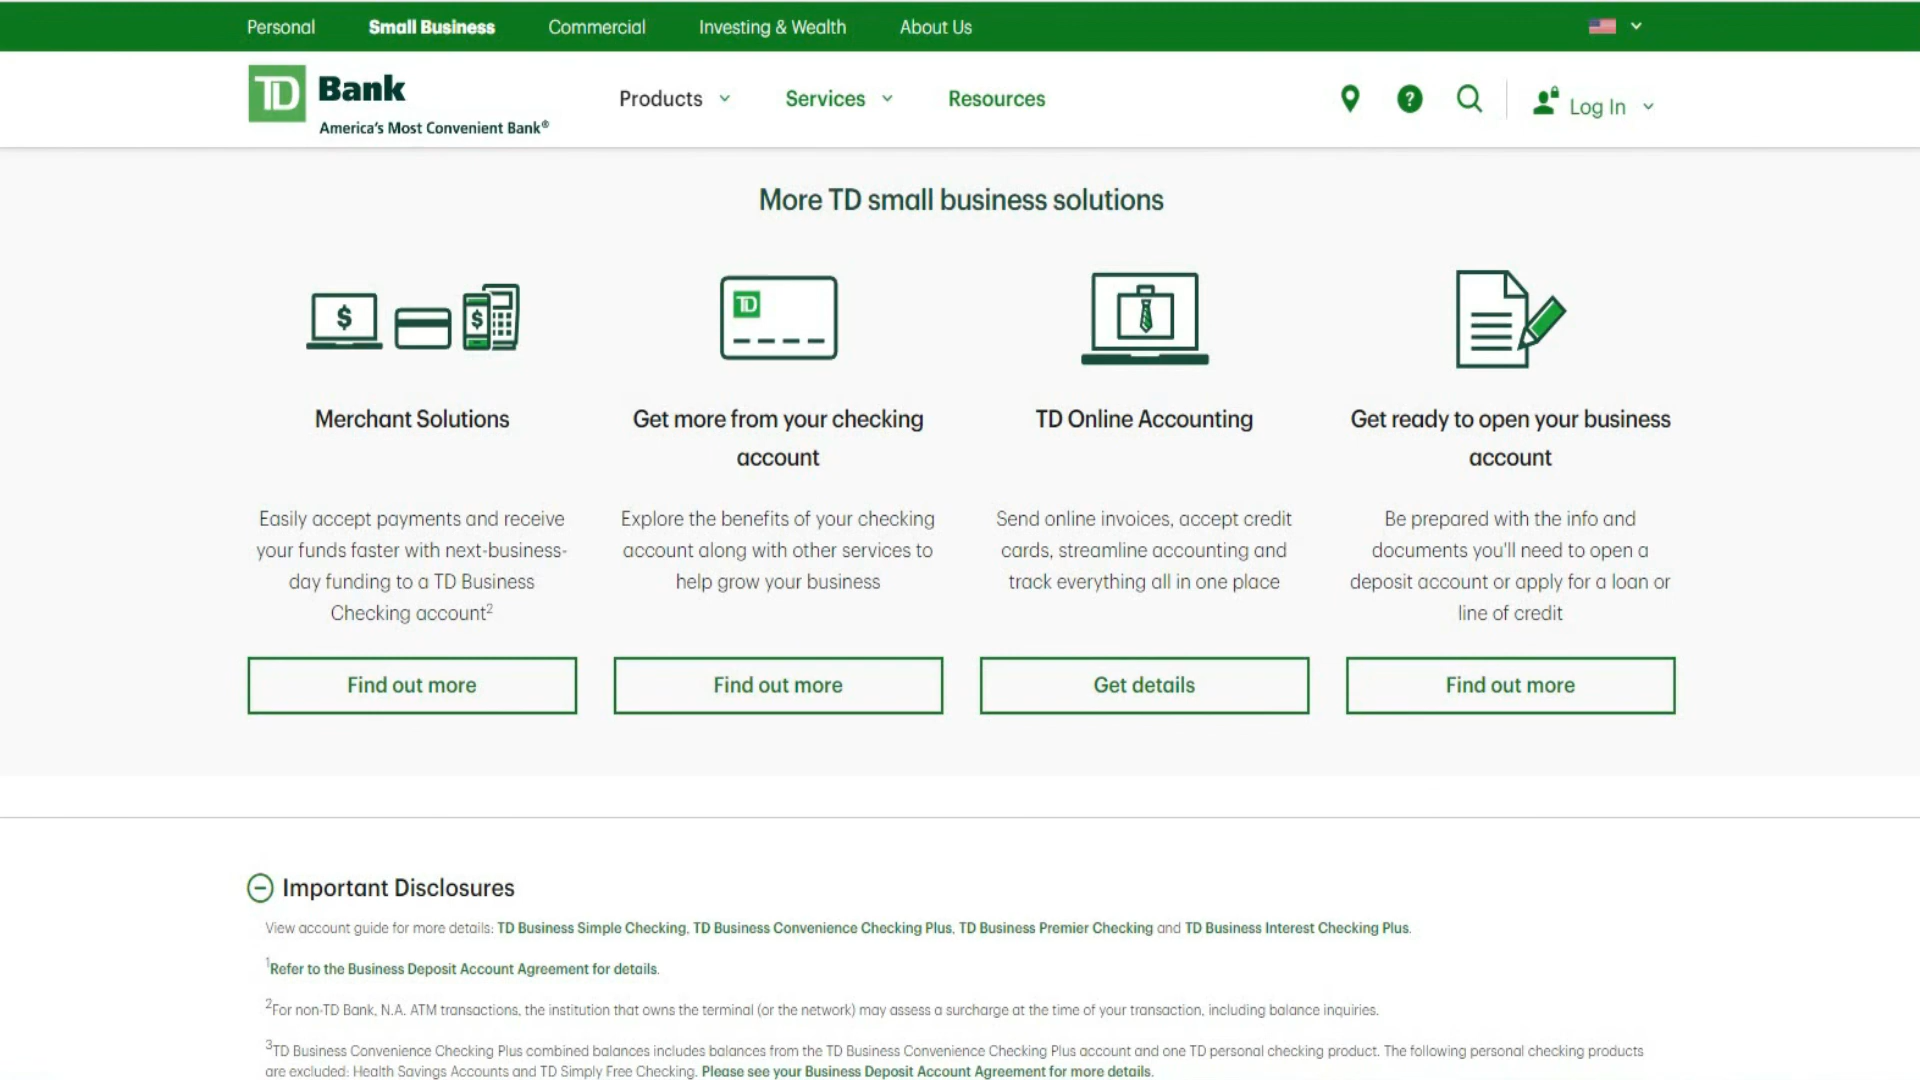 Personal Small Business Commercial Investing & Wealth About Us
TD Bank
America's Most Convenient Bank®
Products Services Resources ? Log In
More TD small business solutions
$ $ TD
Merchant Solutions
Easily accept payments and receive
your funds faster with next-business-
day funding to a TD Business
Checking account2
Find out more
Get more from your checking
account
Explore the benefits of your checking
account along with other services to
help grow your business
Find out more
TD Online Accounting
Send online invoices, accept credit
cards, streamline accounting and
track everything all in one place
Get details
Get ready to open your business
account
Be prepared with the info and
documents you'll need to open a
deposit account or apply for a loan or
line of credit
Find out more
Important Disclosures
View account guide for more details: TD Business Simple Checking, TD Business Convenience Checking Plus, TD Business Premier Checking and TD Business Interest Checking Plus.
1Refer to the Business Deposit Account Agreement for details.
2For non-TD Bank, N.A. ATM transactions, the institution that owns the terminal (or the network) may assess a surcharge at the time of your transaction, including balance inquiries.
3TD Business Convenience Checking Plus combined balances includes balances from the TD Business Convenience Checking Plus account and one TD personal checking product. The following personal checking products
are excluded: Health Savings Accounts and TD Simply Free Checking. Please see your Business Deposit Account Agreement for more details.